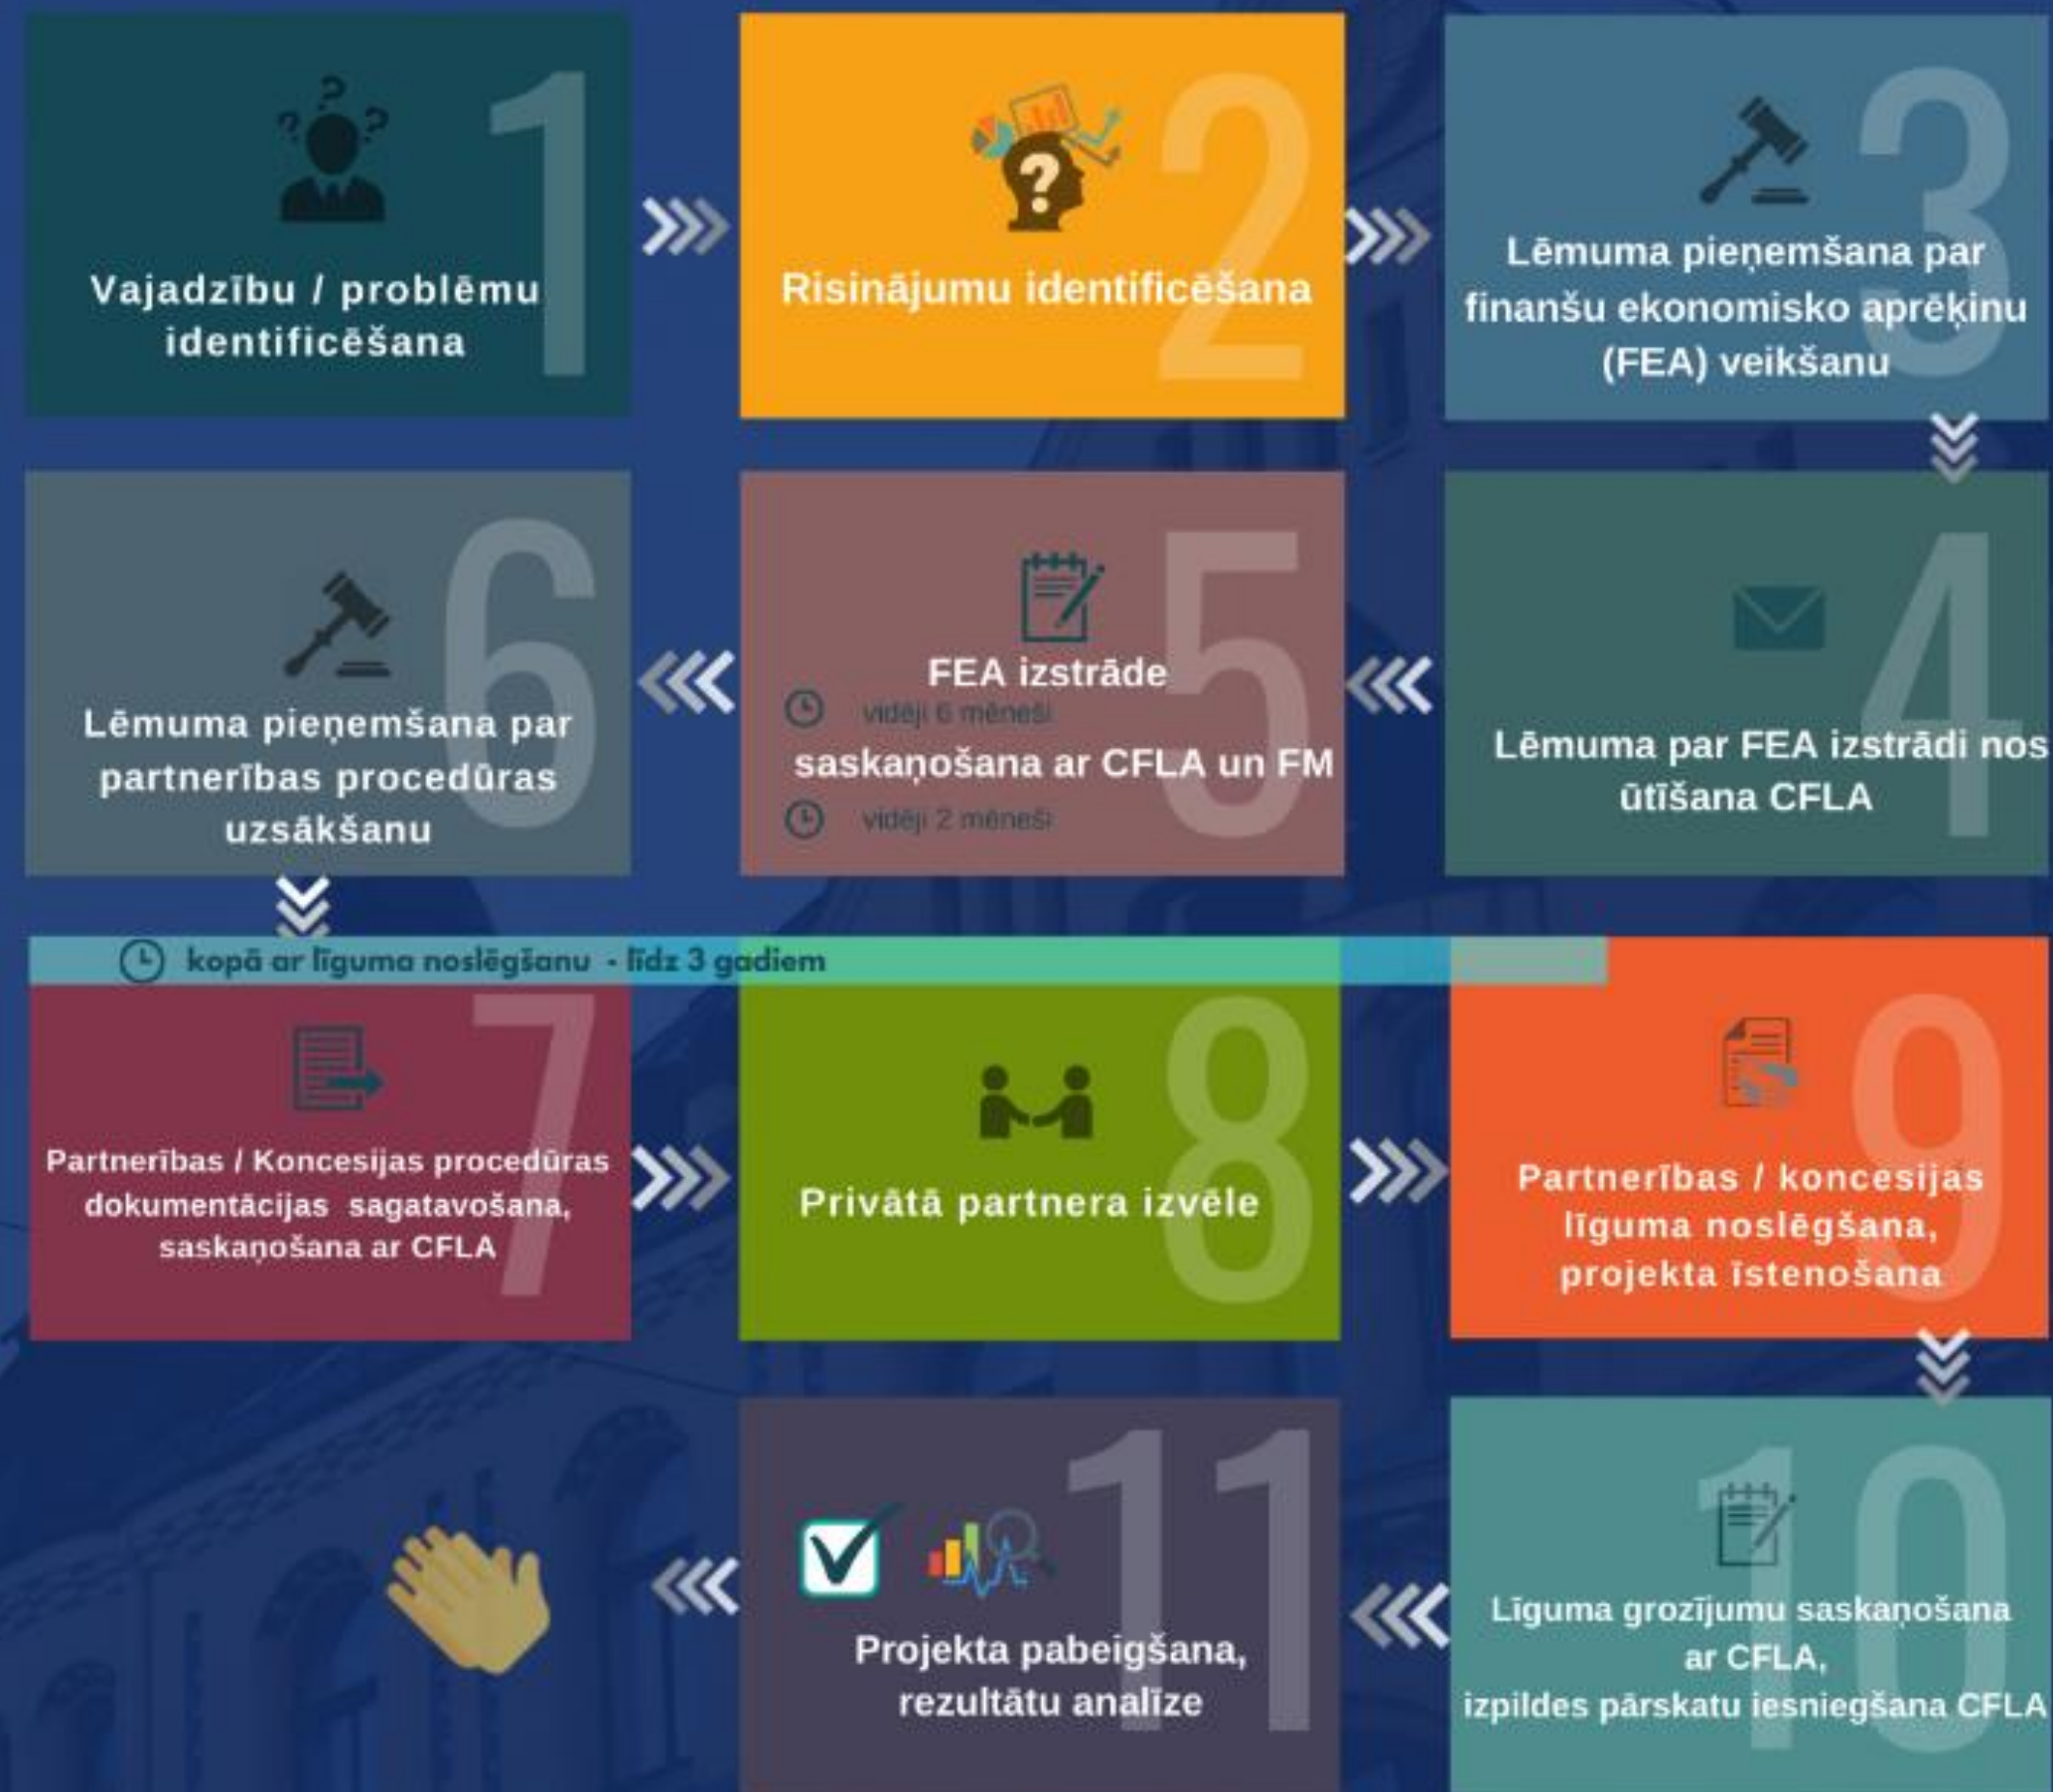 1
Vajadzību / problēmu
identificēšana
2
Risinājumu identificēšana
3
Lēmuma pieņemšana par
finanšu ekonomisko aprēķinu
(FEA) veikšanu
4
Lēmuma par FEA izstrādi nos
ūtīšana CFLA
5
FEA izstrāde
vidēji 6 mēneši
saskaņošana ar CFLA un FM
vidēji 2 mēneši
6
Lēmuma pieņemšana par
partnerības procedūras
uzsākšanu
kopā ar līguma noslēgšanu - līdz 3 gadiem
7
Partnerības / Koncesijas procedūras
dokumentācijas sagatavošana,
saskaņošana ar CFLA
8
Privātā partnera izvēle
9
Partnerības / koncesijas
līguma noslēgšana,
projekta īstenošana
10
Līguma grozījumu saskaņošana
ar CFLA,
izpildes pārskatu iesniegšana CFLA
11
Projekta pabeigšana,
rezultātu analīze